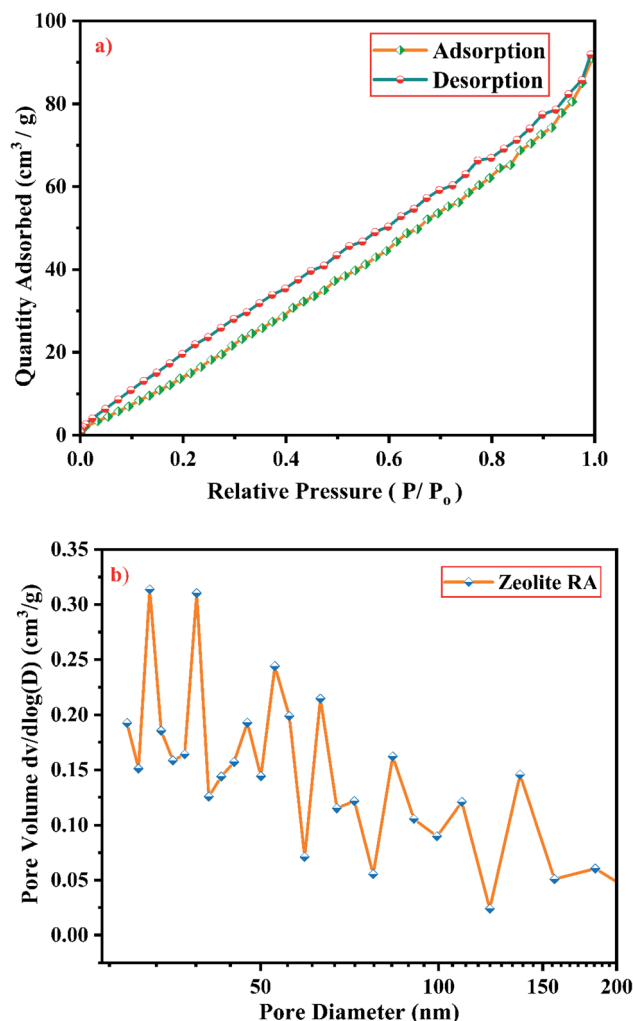 a)
Adsorption
Desorption
100
80
60
40
20
0
Quantity Adsorbed (cm³ / g)
0.0 0.2 0.4 0.6 0.8 1.0
Relative Pressure ( P/ Pₒ )
b)
Zeolite RA
0.35
0.30
0.25
0.20
0.15
0.10
0.05
0.00
Pore Volume dv/dlog(D) (cm³/g)
50 100 150 200
Pore Diameter (nm)